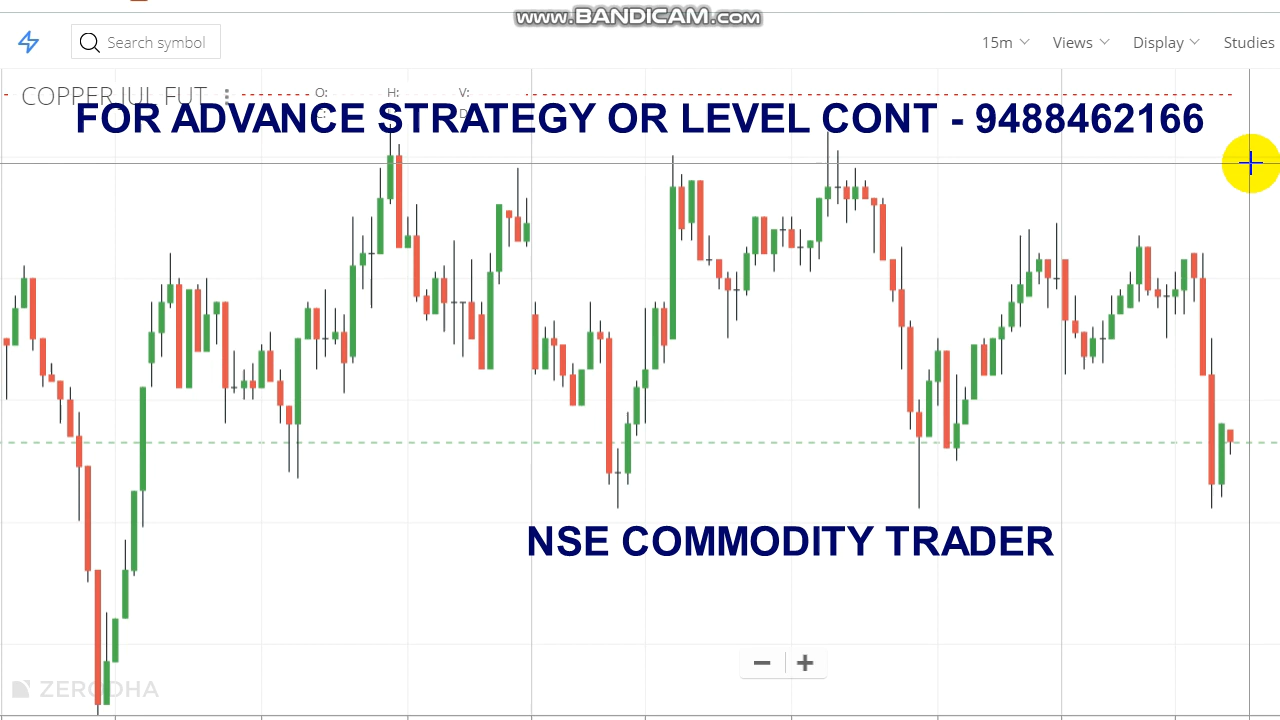 www.BANDICAM.com
Search symbol
15m Views Display Studies
COPPER JUL FUT O: H: V:
FOR ADVANCE STRATEGY OR LEVEL CONT - 9488462166
NSE COMMODITY TRADER
ZERODHA